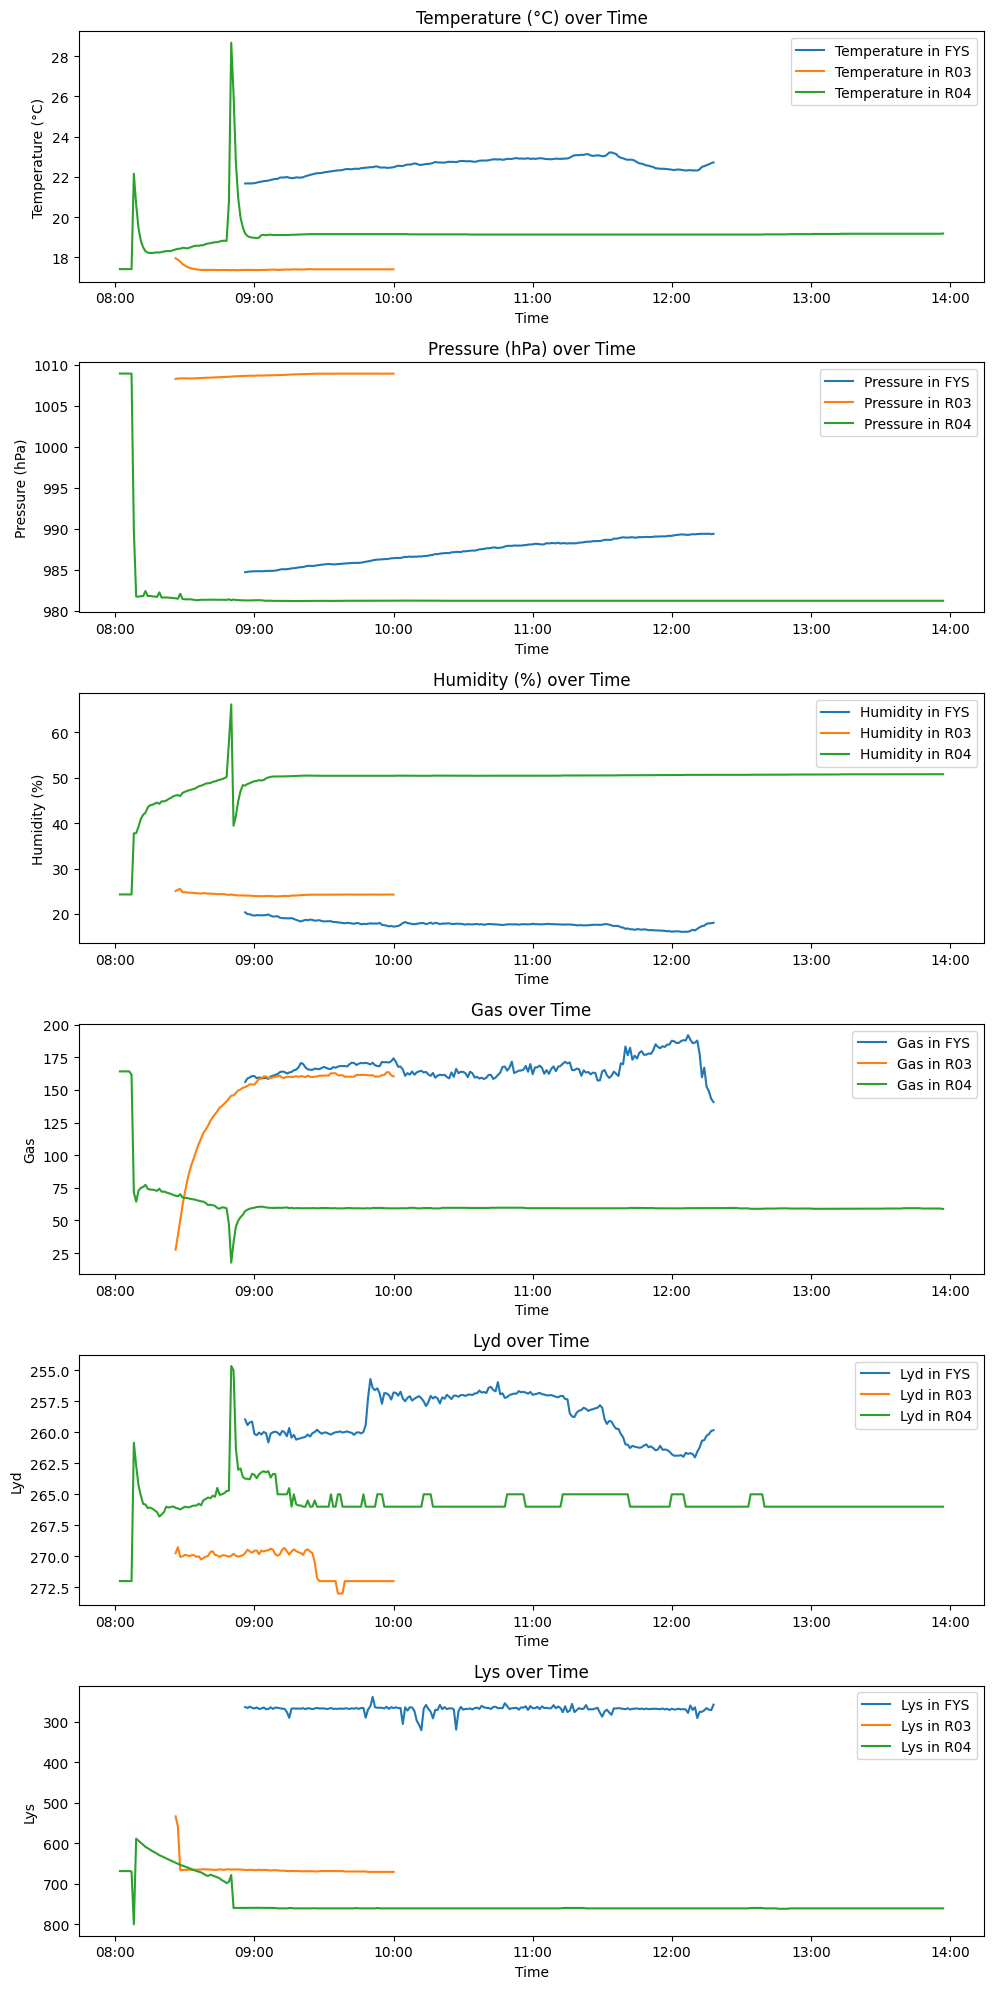 Temperature (°C) over Time
Temperature (°C)
28
26
24
22
20
18
Temperature in FYS
Temperature in R03
Temperature in R04
08:00 09:00 10:00 11:00 12:00 13:00 14:00
Time
Pressure (hPa) over Time
Pressure (hPa)
1010
1005
1000
995
990
985
980
Pressure in FYS
Pressure in R03
Pressure in R04
08:00 09:00 10:00 11:00 12:00 13:00 14:00
Time
Humidity (%) over Time
Humidity (%)
60
50
40
30
20
Humidity in FYS
Humidity in R03
Humidity in R04
08:00 09:00 10:00 11:00 12:00 13:00 14:00
Time
Gas over Time
Gas
200
175
150
125
100
75
50
25
Gas in FYS
Gas in R03
Gas in R04
08:00 09:00 10:00 11:00 12:00 13:00 14:00
Time
Lyd over Time
Lyd
255.0
257.5
260.0
262.5
265.0
267.5
270.0
272.5
Lyd in FYS
Lyd in R03
Lyd in R04
08:00 09:00 10:00 11:00 12:00 13:00 14:00
Time
Lys over Time
Lys
300
400
500
600
700
800
Lys in FYS
Lys in R03
Lys in R04
08:00 09:00 10:00 11:00 12:00 13:00 14:00
Time